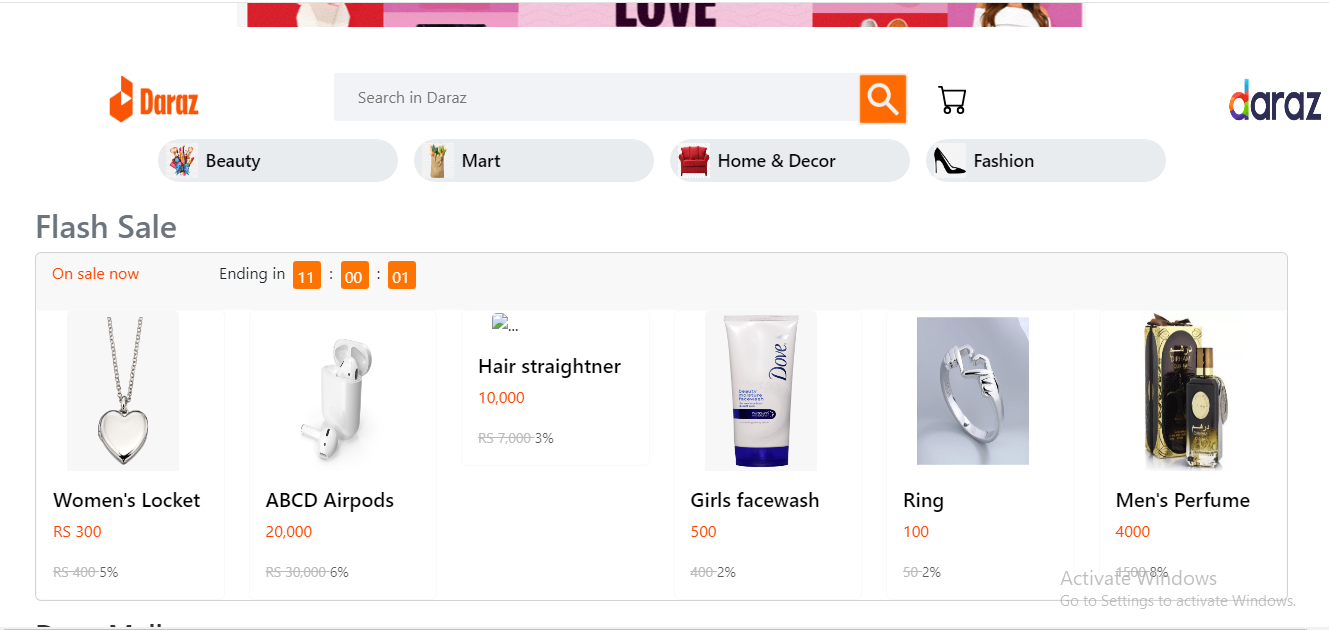 LOVE
Daraz
Search in Daraz
daraz
Beauty
Mart
Home & Decor
Fashion
Flash Sale
On sale now
Ending in 11 : 00 : 01
...
Women's Locket
RS 300
RS 400 5%
ABCD Airpods
20,000
RS 30,000 6%
Hair straightner
10,000
RS 7,000 3%
Dove
Girls facewash
500
400 2%
Ring
100
50 2%
Men's Perfume
4000
1500 8%
Activate Windows
Go to Settings to activate Windows.